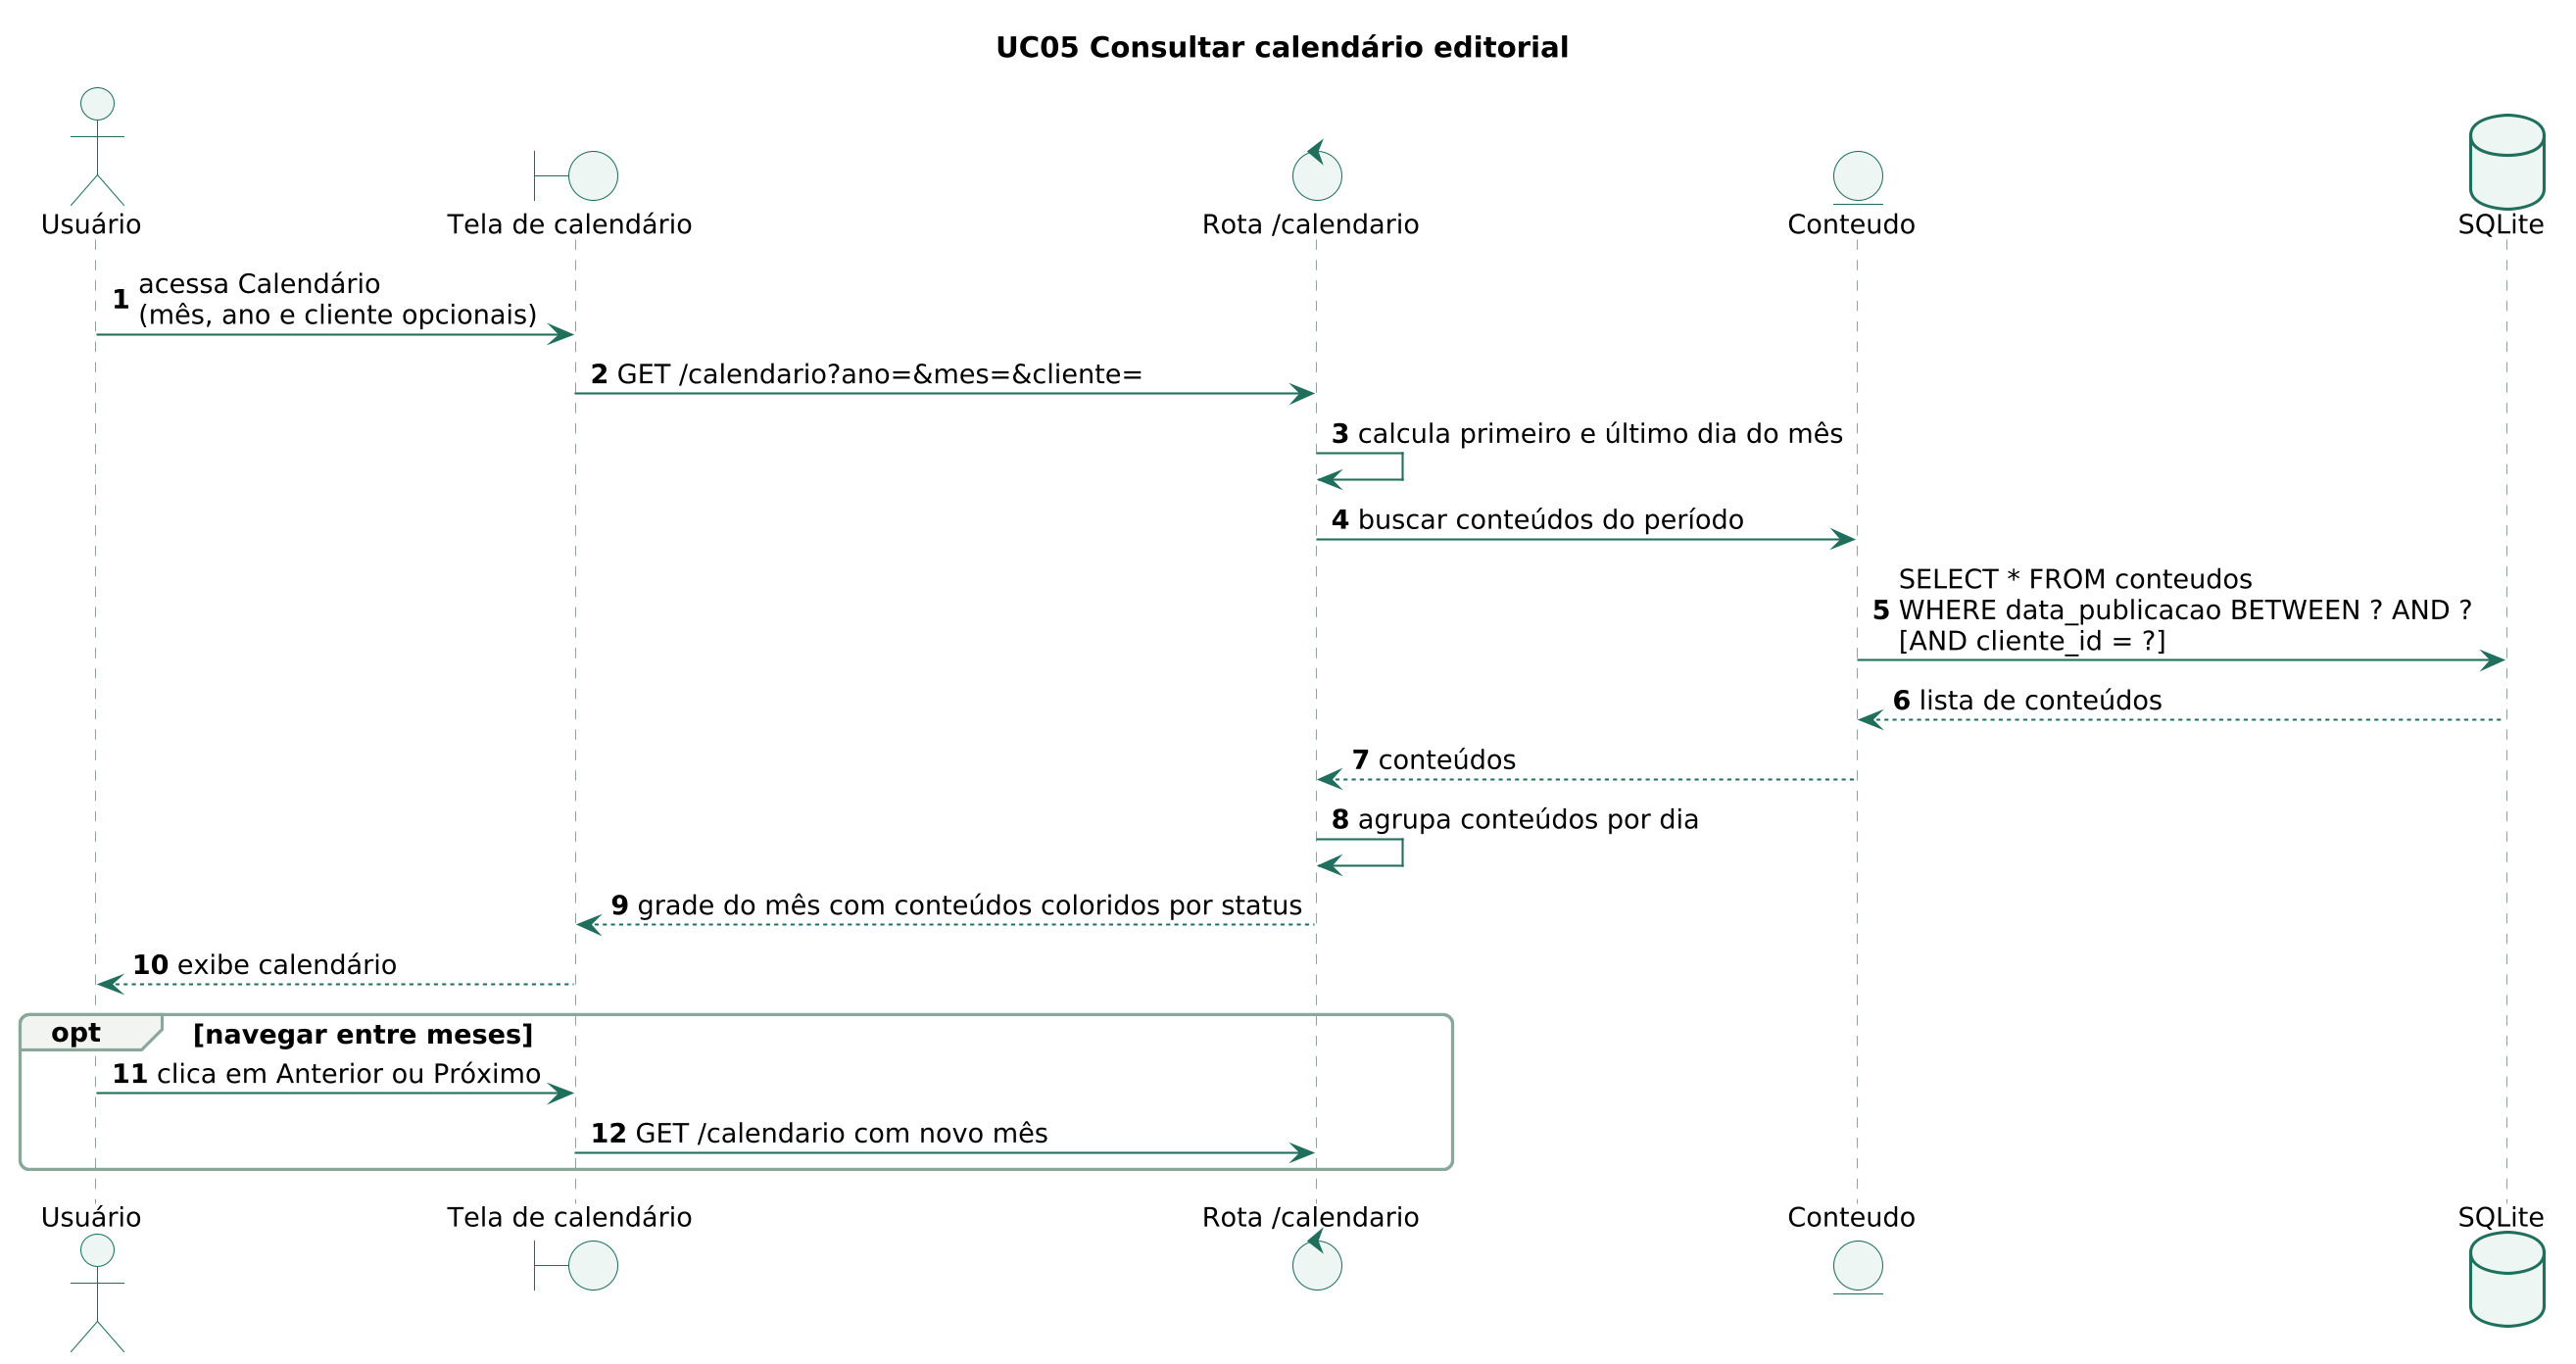 UC05 Consultar calendário editorial
Usuário
Tela de calendário
Rota /calendario
Conteudo
SQLite
1 acessa Calendário
(mês, ano e cliente opcionais)
2 GET /calendario?ano=&mes=&cliente=
3 calcula primeiro e último dia do mês
4 buscar conteúdos do período
5 SELECT * FROM conteudos
WHERE data_publicacao BETWEEN ? AND ?
[AND cliente_id = ?]
6 lista de conteúdos
7 conteúdos
8 agrupa conteúdos por dia
9 grade do mês com conteúdos coloridos por status
10 exibe calendário
opt [navegar entre meses]
11 clica em Anterior ou Próximo
12 GET /calendario com novo mês
Usuário
Tela de calendário
Rota /calendario
Conteudo
SQLite